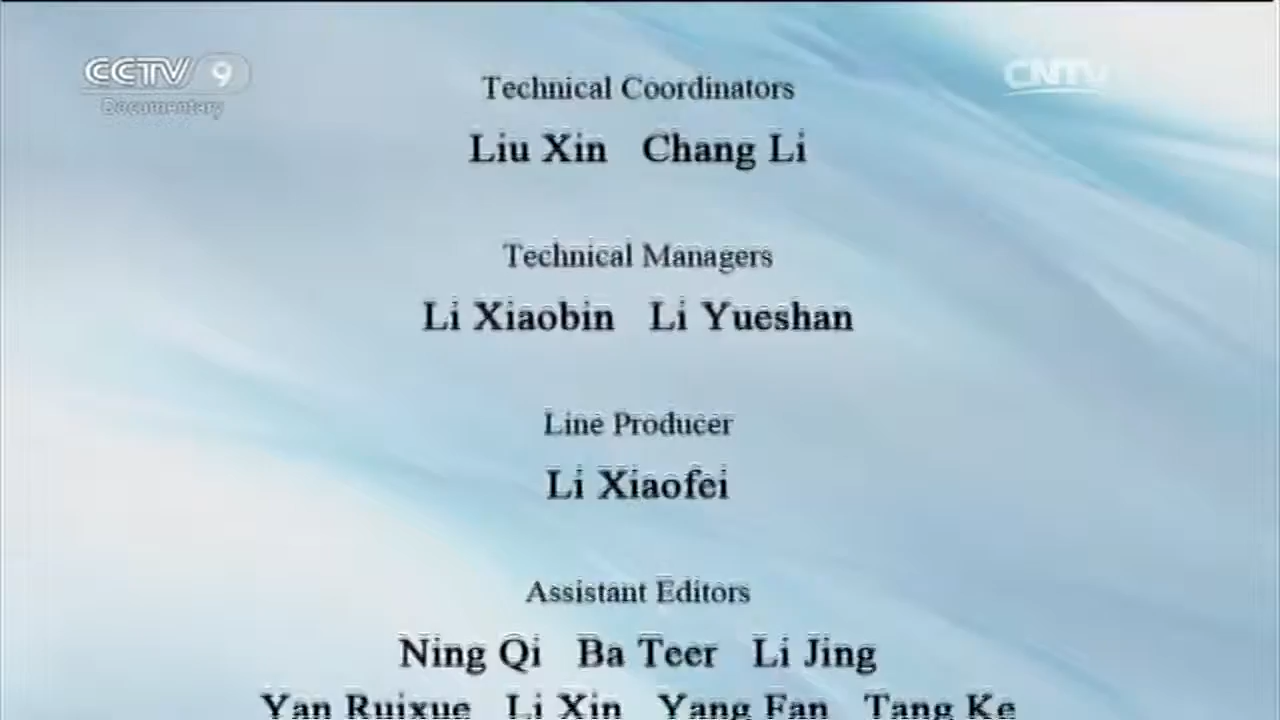 CCTV 9
Documentary
CNTV
Technical Coordinators
Liu Xin Chang Li
Technical Managers
Li Xiaobin Li Yueshan
Line Producer
Li Xiaofei
Assistant Editors
Ning Qi Ba Teer Li Jing
Yan Ruixue Li Xin Yang Fan Tang Ke